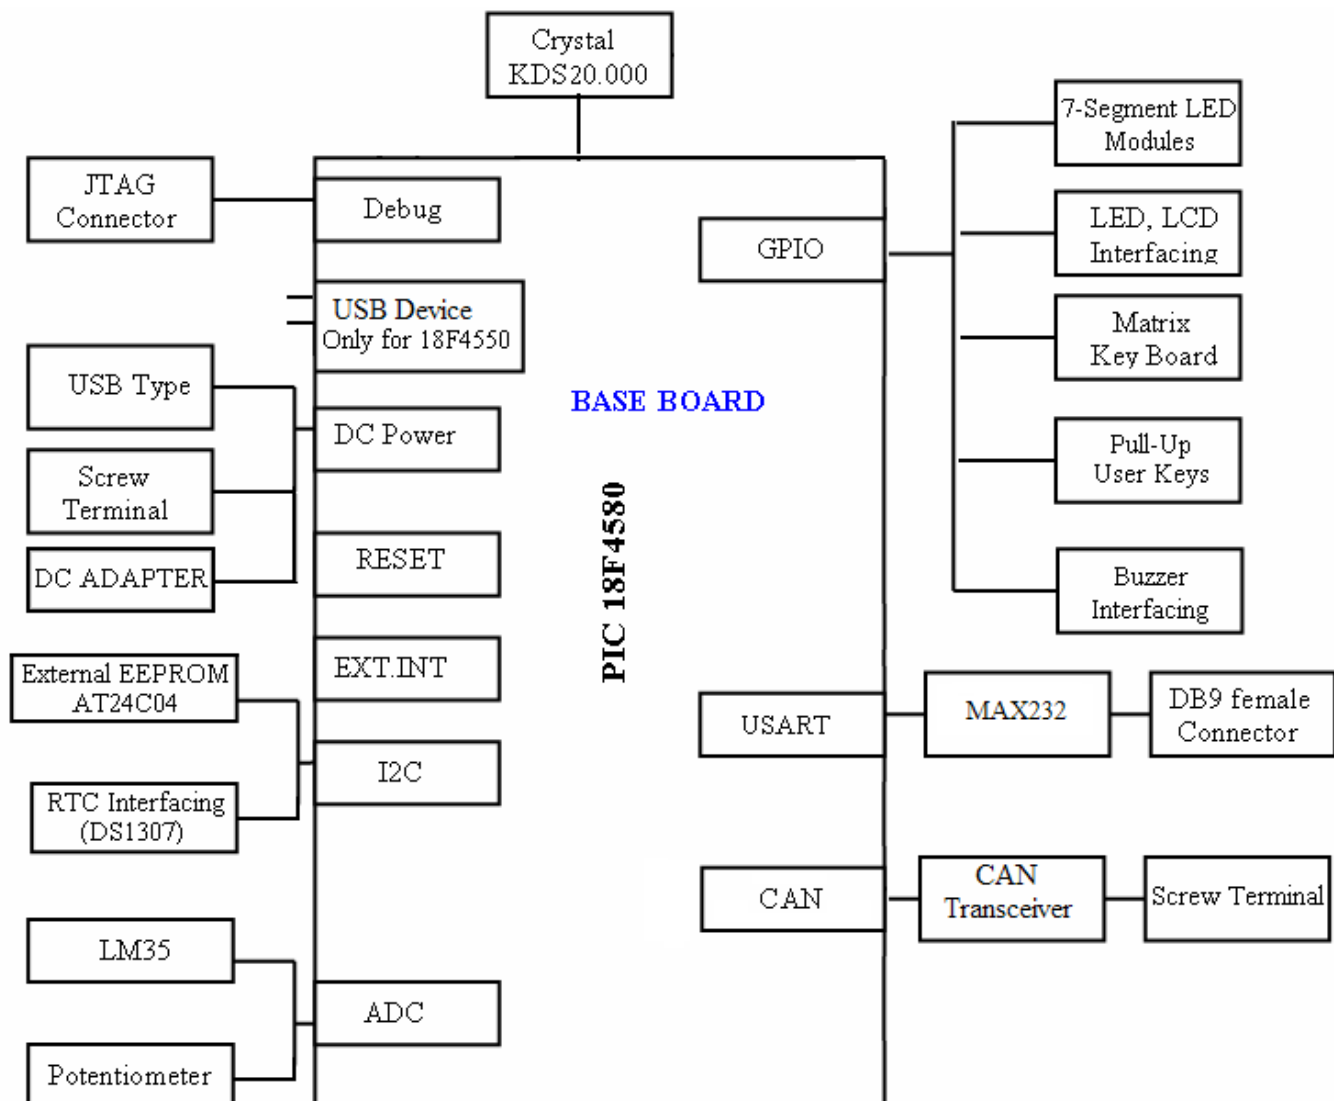 Crystal
KDS20.000
JTAG
Connector
Debug
USB Device
Only for 18F4550
USB Type
DC Power
Screw
Terminal
DC ADAPTER
RESET
External EEPROM
AT24C04
EXT.INT
I2C
RTC Interfacing
(DS1307)
LM35
ADC
Potentiometer
BASE BOARD
PIC 18F4580
GPIO
7-Segment LED
Modules
LED, LCD
Interfacing
Matrix
Key Board
Pull-Up
User Keys
Buzzer
Interfacing
USART
MAX232
DB9 female
Connector
CAN
CAN
Transceiver
Screw Terminal